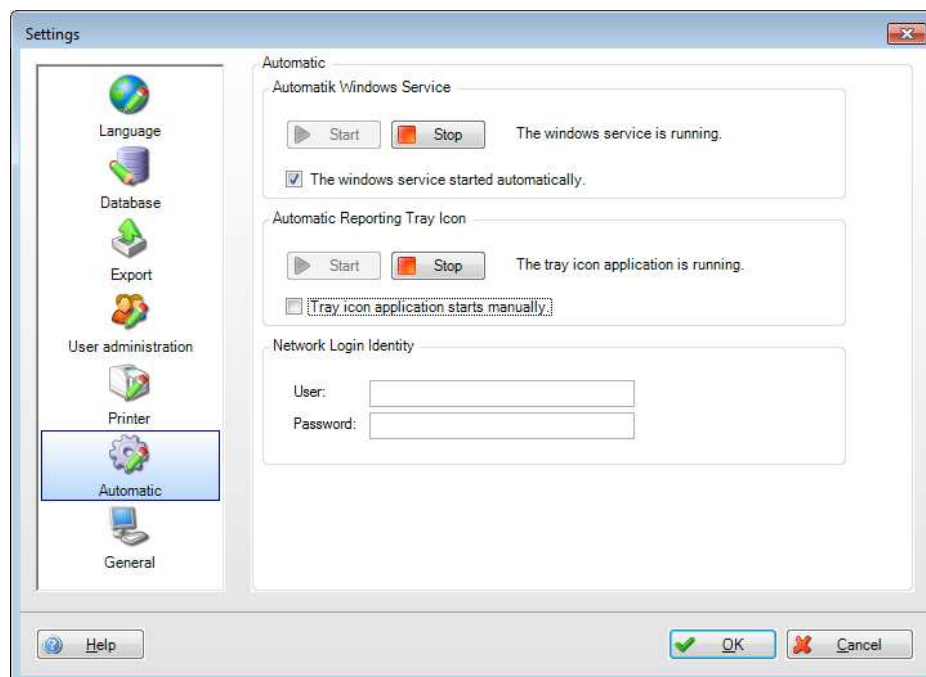 Settings
Language
Database
Export
User administration
Printer
Automatic
General
Automatic
Automatik Windows Service
Start Stop The windows service is running.
The windows service started automatically.
Automatic Reporting Tray Icon
Start Stop The tray icon application is running.
Tray icon application starts manually.
Network Login Identity
User:
Password:
Help OK Cancel